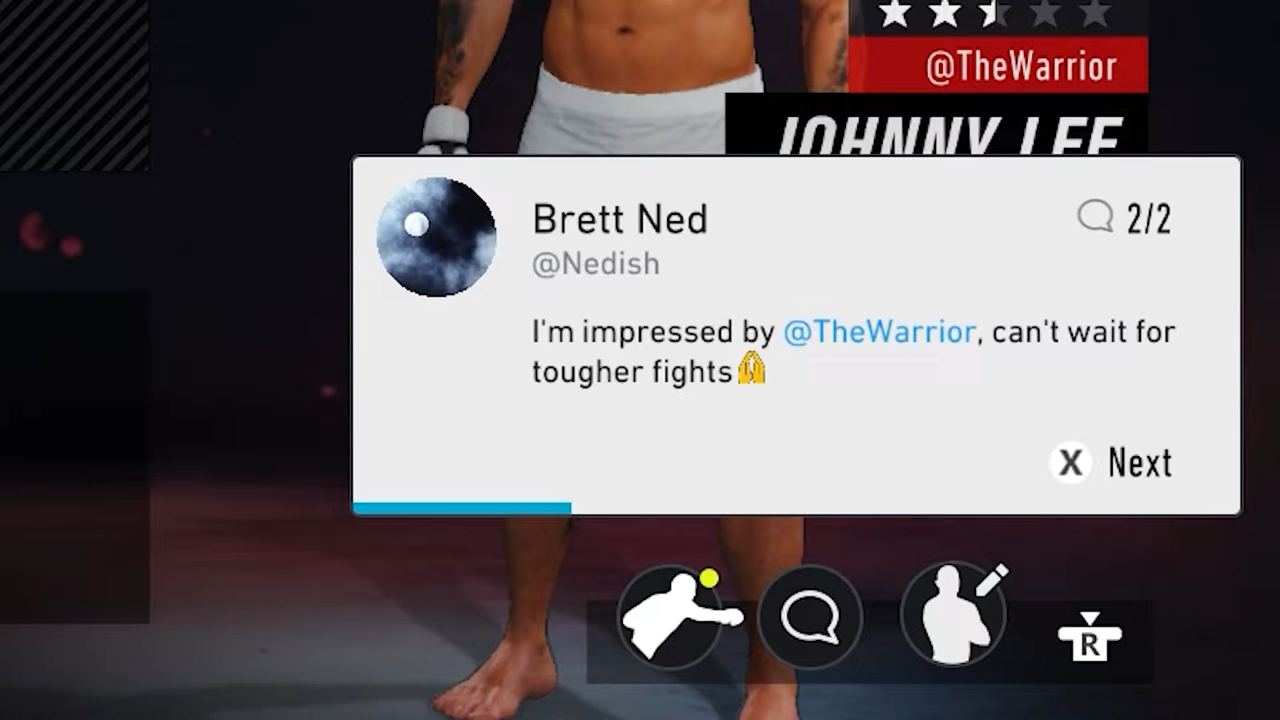 @TheWarrior
JOHNNY LEE
Brett Ned
2/2
@Nedish
I'm impressed by @TheWarrior, can't wait for
tougher fights🙌
X Next
R